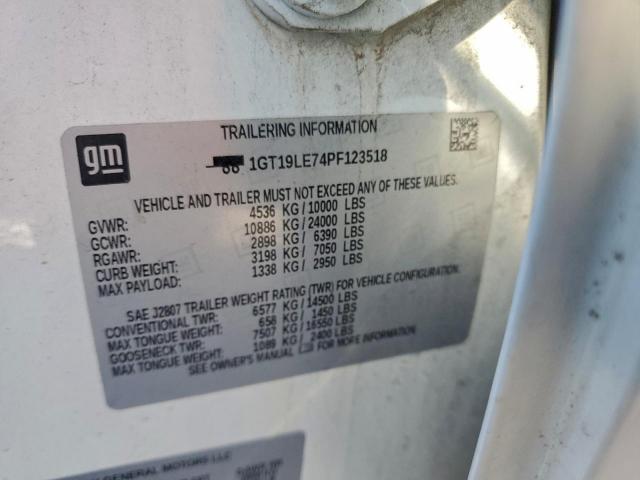 gm
TRAILERING INFORMATION
1GT19LE74PF123518
VEHICLE AND TRAILER MUST NOT EXCEED ANY OF THESE VALUES.
GVWR: 4536 KG / 10000 LBS
GCWR: 10886 KG / 24000 LBS
RGAWR: 2898 KG / 6390 LBS
CURB WEIGHT: 3198 KG / 7050 LBS
MAX PAYLOAD: 1338 KG / 2950 LBS
SAE J2807 TRAILER WEIGHT RATING (TWR) FOR VEHICLE CONFIGURATION.
CONVENTIONAL TWR: 6577 KG / 14500 LBS
MAX TONGUE WEIGHT: 658 KG / 1450 LBS
GOOSENECK TWR: 7507 KG / 16550 LBS
MAX TONGUE WEIGHT: 1089 KG / 2400 LBS
SEE OWNER'S MANUAL FOR MORE INFORMATION.
GENERAL MOTORS LLC